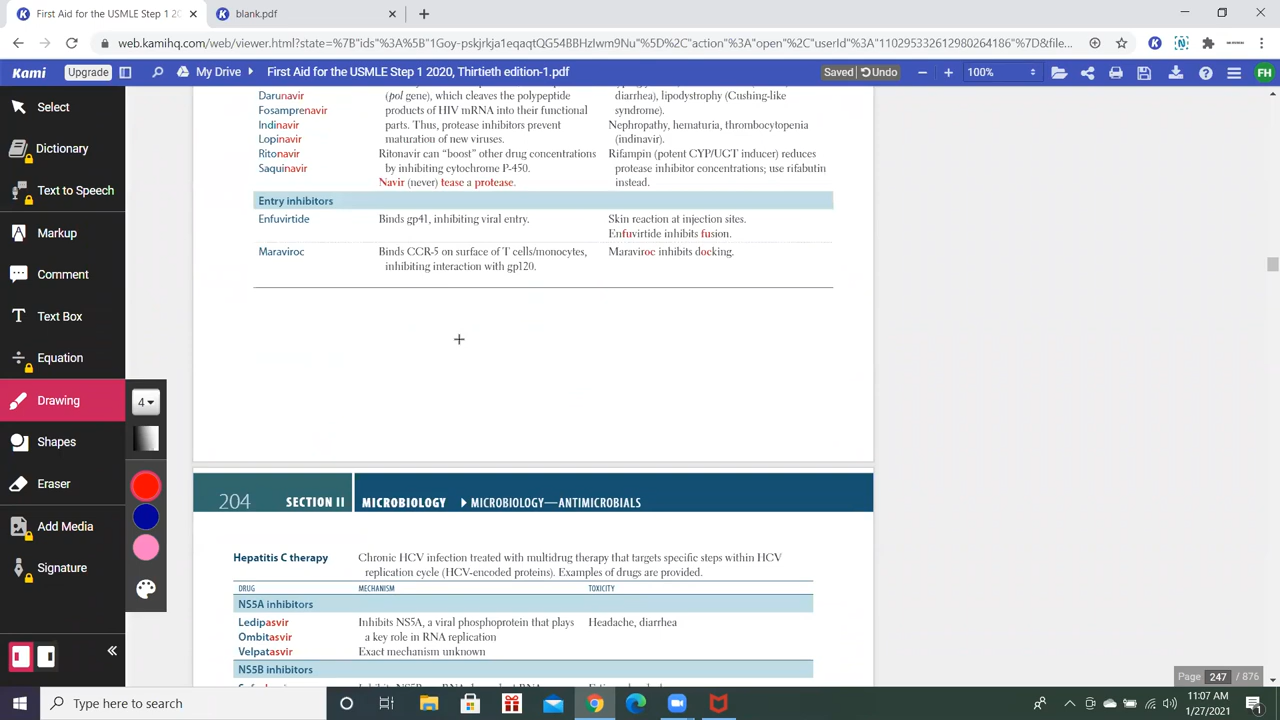 First Aid for the USMLE Step 1 20
blank.pdf
web.kamihq.com/web/viewer.html?state=%7B"ids"%3A%5B"1Goy-pskjrkja1eqaqtQG54BBHzlwm9Nu"%5D%2C"action"%3A"open"%2C"userId"%3A"110295332612980264186"%7D&file...
Kami
Upgrade
My Drive
First Aid for the USMLE Step 1 2020, Thirtieth edition-1.pdf
Saved
Undo
100%
FH
Select
Dictionary
Text to Speech
Markup
Comment
Text Box
Equation
Drawing
Shapes
Eraser
Add Media
Signature
4
Darunavir (pol gene), which cleaves the polypeptide diarrhea), lipodystrophy (Cushing-like
Fosamprenavir products of HIV mRNA into their functional syndrome).
Indinavir parts. Thus, protease inhibitors prevent Nephropathy, hematuria, thrombocytopenia
Lopinavir maturation of new viruses. (indinavir).
Ritonavir Ritonavir can "boost" other drug concentrations Rifampin (potent CYP/UGT inducer) reduces
Saquinavir by inhibiting cytochrome P-450. protease inhibitor concentrations; use rifabutin
Navir (never) tease a protease. instead.
Entry inhibitors
Enfuvirtide Binds gp41, inhibiting viral entry. Skin reaction at injection sites.
Enfuvirtide inhibits fusion.
Maraviroc Binds CCR-5 on surface of T cells/monocytes, Maraviroc inhibits docking.
inhibiting interaction with gp120.
204 SECTION II MICROBIOLOGY MICROBIOLOGY—ANTIMICROBIALS
Hepatitis C therapy Chronic HCV infection treated with multidrug therapy that targets specific steps within HCV
replication cycle (HCV-encoded proteins). Examples of drugs are provided.
DRUG MECHANISM TOXICITY
NS5A inhibitors
Ledipasvir Inhibits NS5A, a viral phosphoprotein that plays Headache, diarrhea
Ombitasvir a key role in RNA replication
Velpatasvir Exact mechanism unknown
NS5B inhibitors
Page 247 / 876
Type here to search
11:07 AM
1/27/2021